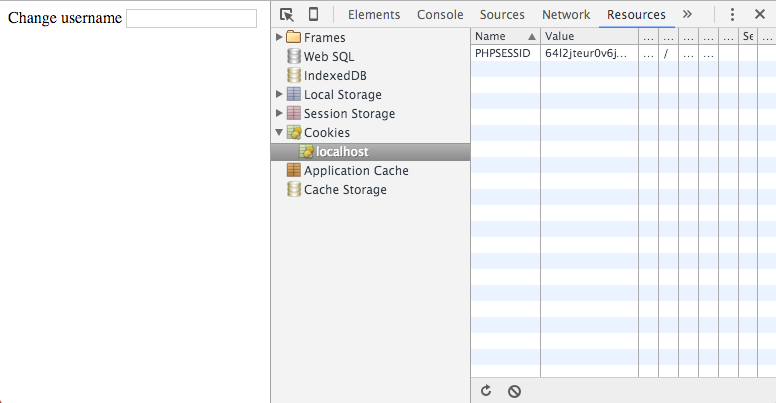 Change username
Elements Console Sources Network Resources »
Frames
Web SQL
IndexedDB
Local Storage
Session Storage
Cookies
localhost
Application Cache
Cache Storage
Name Value ... ... ... ... ... Se ...
PHPSESSID 64l2jteur0v6j... ... / ... ...